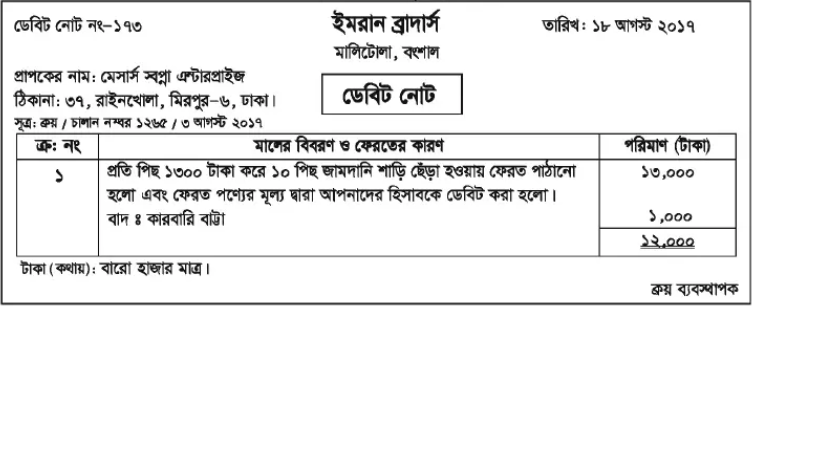 ডেবিট নোট নং-১৭৩ ইমরান ব্রাদার্স তারিখ: ১৮ আগস্ট ২০১৭
মালিটোলা, বংশাল
প্রাপকের নাম: মেসার্স স্বপ্না এন্টারপ্রাইজ
ঠিকানা: ৩৭, রাইনখোলা, মিরপুর-৬, ঢাকা।
ডেবিট নোট
সূত্র: ক্রয় / চালান নম্বর ১২৬৫ / ৩ আগস্ট ২০১৭
ক্র: নং মালের বিবরণ ও ফেরতের কারণ পরিমাণ (টাকা)
১ প্রতি পিছ ১৩০০ টাকা করে ১০ পিছ জামদানি শাড়ি ছেঁড়া হওয়ায় ফেরত পাঠানো ১৩,০০০
হলো এবং ফেরত পণ্যের মূল্য দ্বারা আপনাদের হিসাবকে ডেবিট করা হলো।
বাদ ঃ কারবারি বাট্টা ১,০০০
১২,০০০
টাকা (কথায়): বারো হাজার মাত্র।
ক্রয় ব্যবস্থাপক